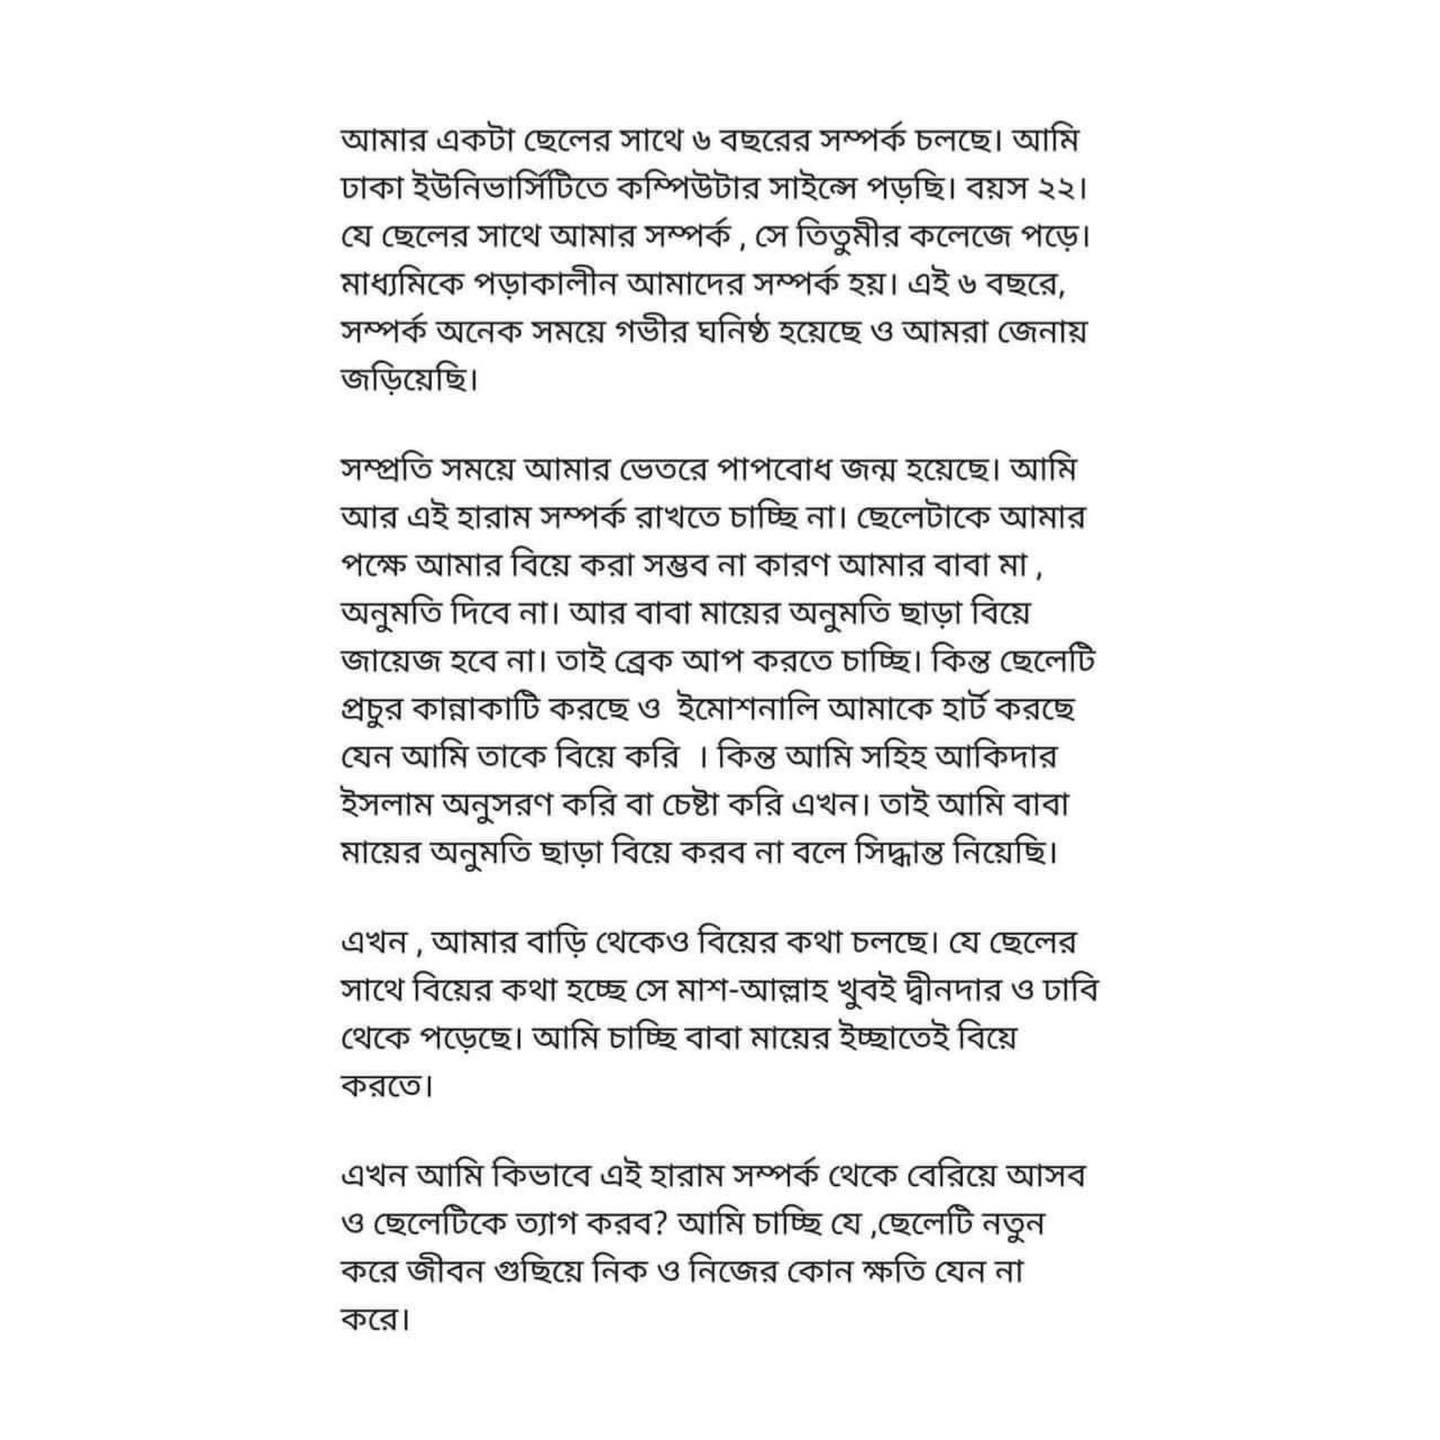 আমার একটা ছেলের সাথে ৬ বছরের সম্পর্ক চলছে। আমি
ঢাকা ইউনিভার্সিটিতে কম্পিউটার সাইন্সে পড়ছি। বয়স ২২।
যে ছেলের সাথে আমার সম্পর্ক , সে তিতুমীর কলেজে পড়ে।
মাধ্যমিকে পড়াকালীন আমাদের সম্পর্ক হয়। এই ৬ বছরে,
সম্পর্ক অনেক সময়ে গভীর ঘনিষ্ঠ হয়েছে ও আমরা জেনায়
জড়িয়েছি।
সম্প্রতি সময়ে আমার ভেতরে পাপবোধ জন্ম হয়েছে। আমি
আর এই হারাম সম্পর্ক রাখতে চাচ্ছি না। ছেলেটাকে আমার
পক্ষে আমার বিয়ে করা সম্ভব না কারণ আমার বাবা মা ,
অনুমতি দিবে না। আর বাবা মায়ের অনুমতি ছাড়া বিয়ে
জায়েজ হবে না। তাই ব্রেক আপ করতে চাচ্ছি। কিন্ত ছেলেটি
প্রচুর কান্নাকাটি করছে ও ইমোশনালি আমাকে হার্ট করছে
যেন আমি তাকে বিয়ে করি । কিন্ত আমি সহিহ আকিদার
ইসলাম অনুসরণ করি বা চেষ্টা করি এখন। তাই আমি বাবা
মায়ের অনুমতি ছাড়া বিয়ে করব না বলে সিদ্ধান্ত নিয়েছি।
এখন , আমার বাড়ি থেকেও বিয়ের কথা চলছে। যে ছেলের
সাথে বিয়ের কথা হচ্ছে সে মাশ-আল্লাহ খুবই দ্বীনদার ও ঢাবি
থেকে পড়েছে। আমি চাচ্ছি বাবা মায়ের ইচ্ছাতেই বিয়ে
করতে।
এখন আমি কিভাবে এই হারাম সম্পর্ক থেকে বেরিয়ে আসব
ও ছেলেটিকে ত্যাগ করব? আমি চাচ্ছি যে ,ছেলেটি নতুন
করে জীবন গুছিয়ে নিক ও নিজের কোন ক্ষতি যেন না
করে।